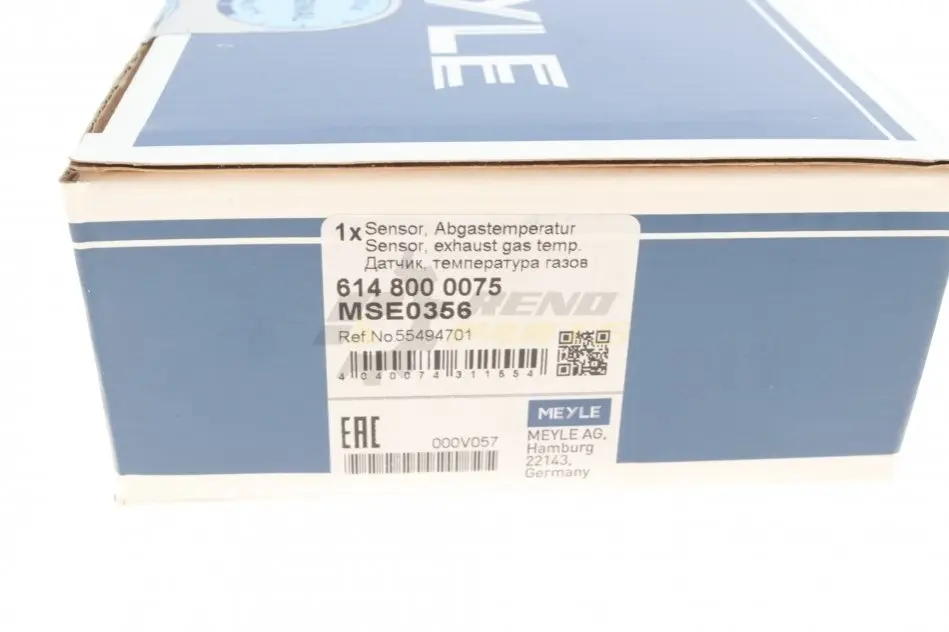 YLE
1x Sensor, Abgastemperatur
Sensor, exhaust gas temp.
Датчик, температура газов
614 800 0075
MSE0356
Ref.No.55494701
4 040074 311554
EAC
000V057
MEYLE
MEYLE AG,
Hamburg
22143,
Germany